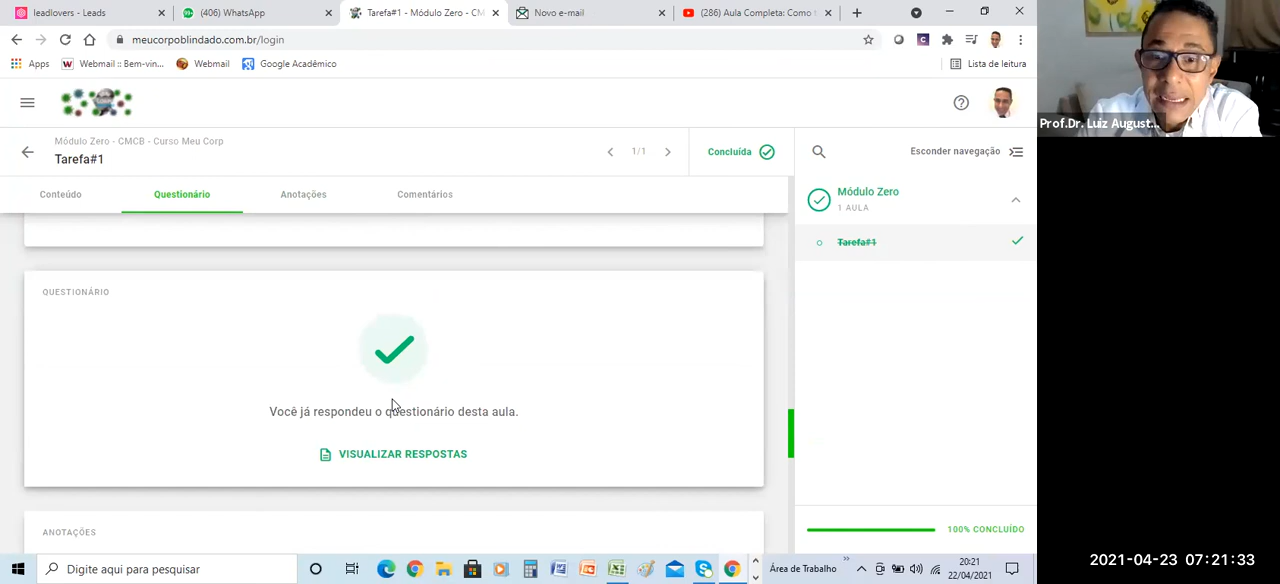 leadlovers - Leads
(406) WhatsApp
Tarefa#1 - Módulo Zero - CM
Novo e-mail
(286) Aula Completa: Como
meucorpoblindado.com.br/login
Apps
Webmail :: Bem-vin...
Webmail
Google Académico
Lista de leitura
Módulo Zero - CMCB - Curso Meu Corp
Tarefa#1
1/1
Concluída
Esconder navegação
Conteúdo
Questionário
Anotações
Comentários
Módulo Zero
1 AULA
Tarefa#1
QUESTIONÁRIO
Você já respondeu o questionário desta aula.
VISUALIZAR RESPOSTAS
ANOTAÇÕES
100% CONCLUÍDO
Prof.Dr. Luiz August...
Digite aqui para pesquisar
Área de Trabalho
20:21
22/04/2021
2021-04-23 07:21:33